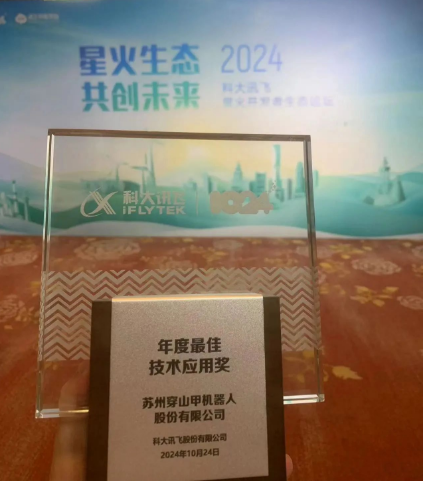 星火生态
共创未来
2024
科大讯飞
科大讯飞
iFLYTEK
1024
年度最佳
技术应用奖
苏州穿山甲机器人
股份有限公司
科大讯飞股份有限公司
2024年10月24日